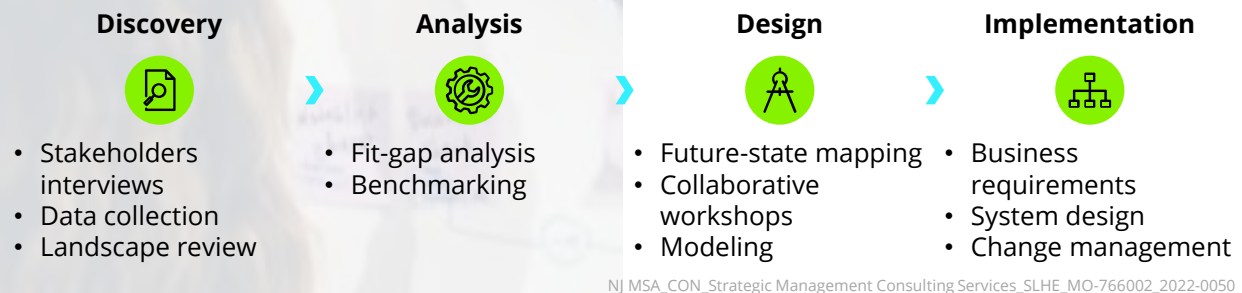 Discovery
• Stakeholders
interviews
• Data collection
• Landscape review
Analysis
• Fit-gap analysis
• Benchmarking
Design
• Future-state mapping
• Collaborative
workshops
• Modeling
Implementation
• Business
requirements
• System design
• Change management
NJ MSA_CON_Strategic Management Consulting Services_SLHE_MO-766002_2022-0050